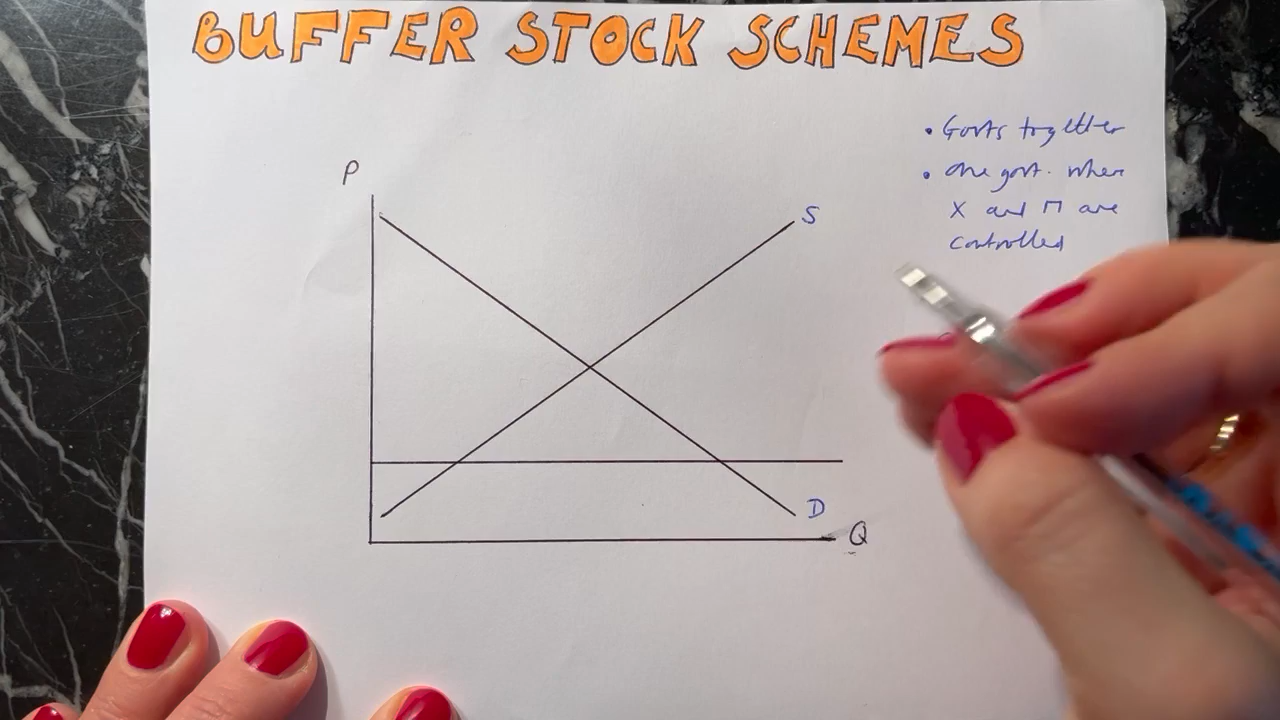 BUFFER STOCK SCHEMES
• Govts together
• One govt. when
X and M are
controlled
P
S
D
Q